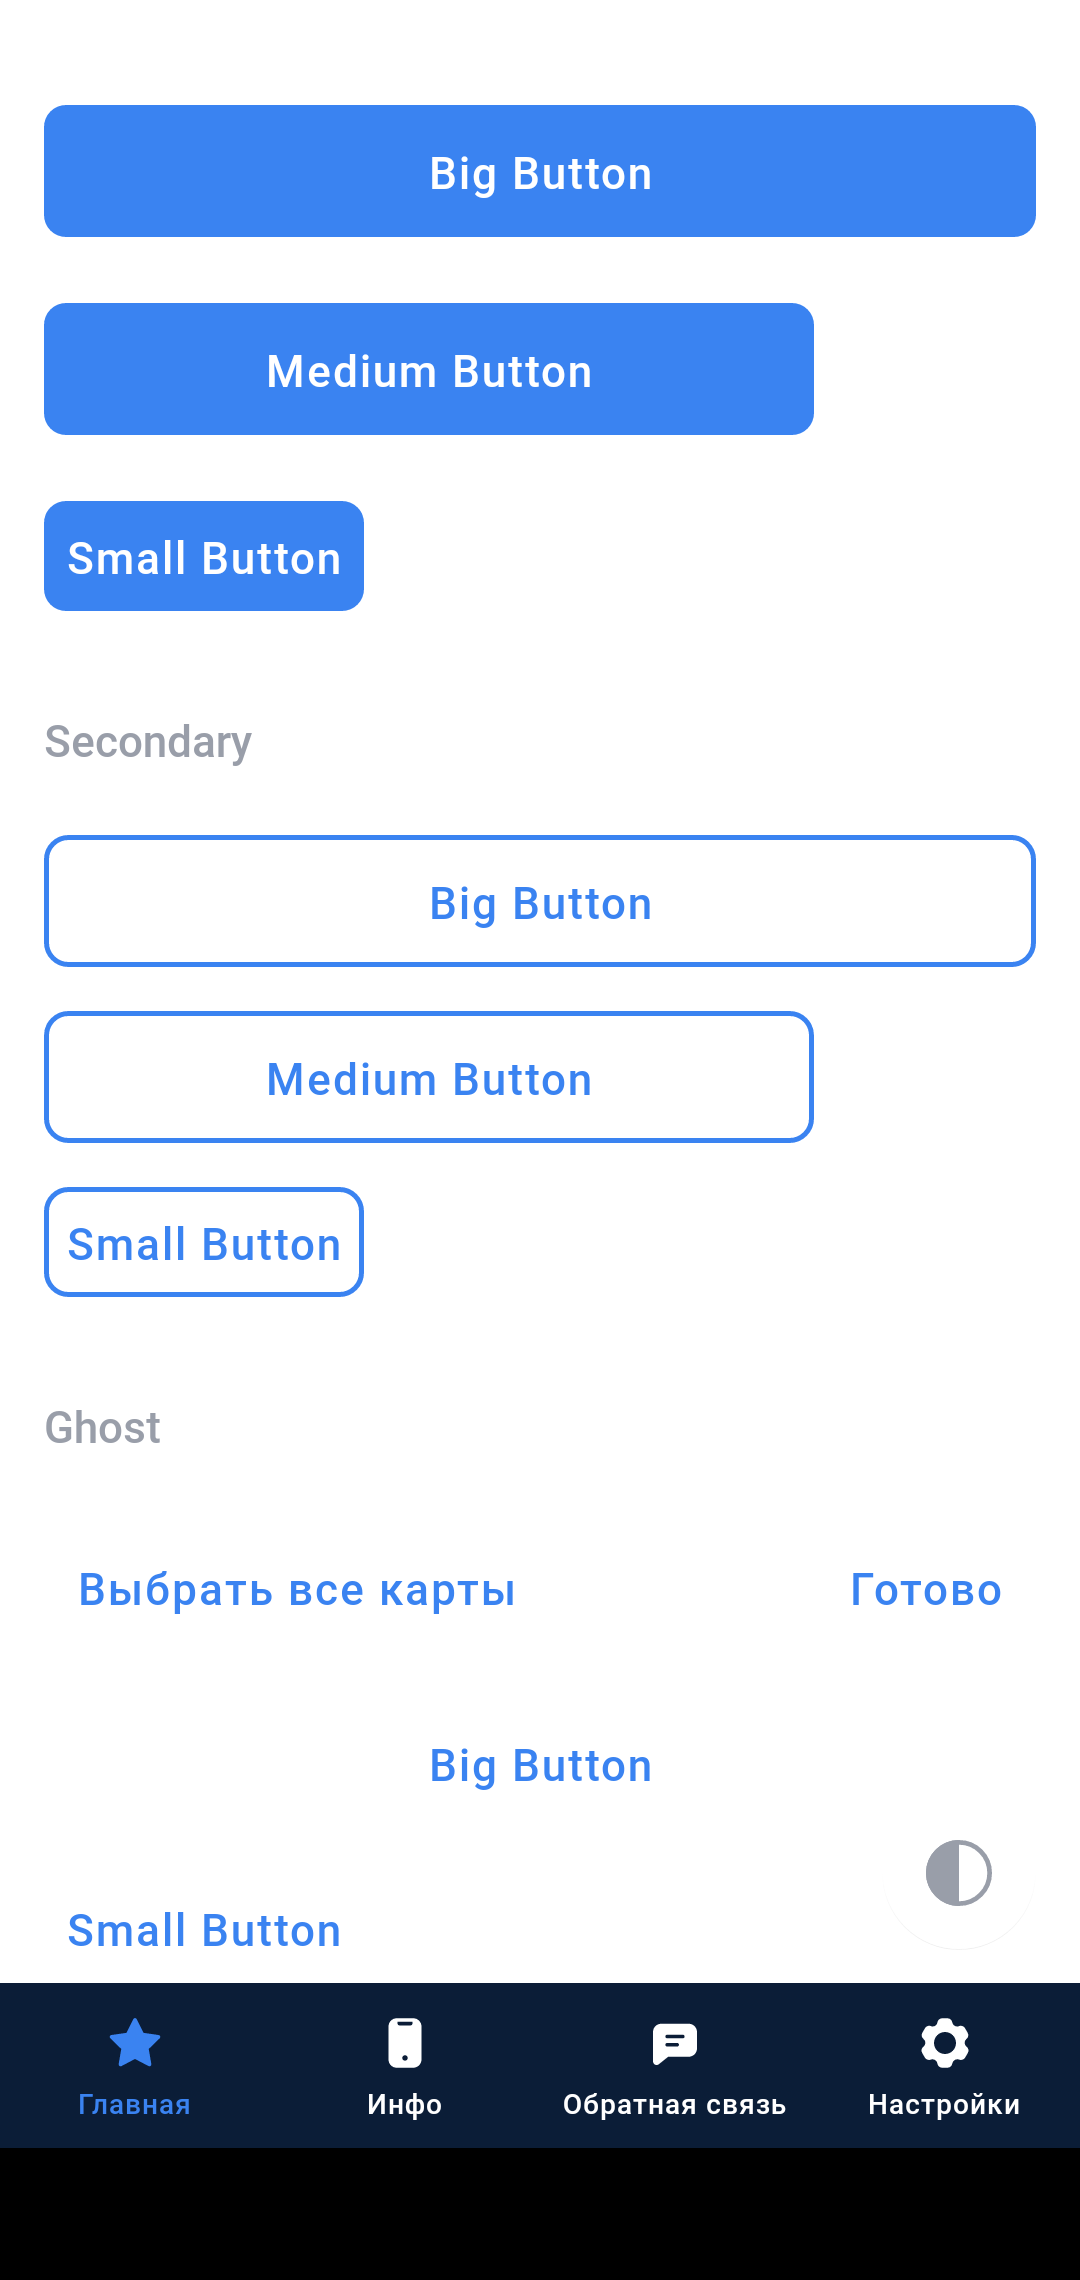 Big Button
Medium Button
Small Button
Secondary
Big Button
Medium Button
Small Button
Ghost
Выбрать все карты
Готово
Big Button
Small Button
Главная
Инфо
Обратная связь
Настройки